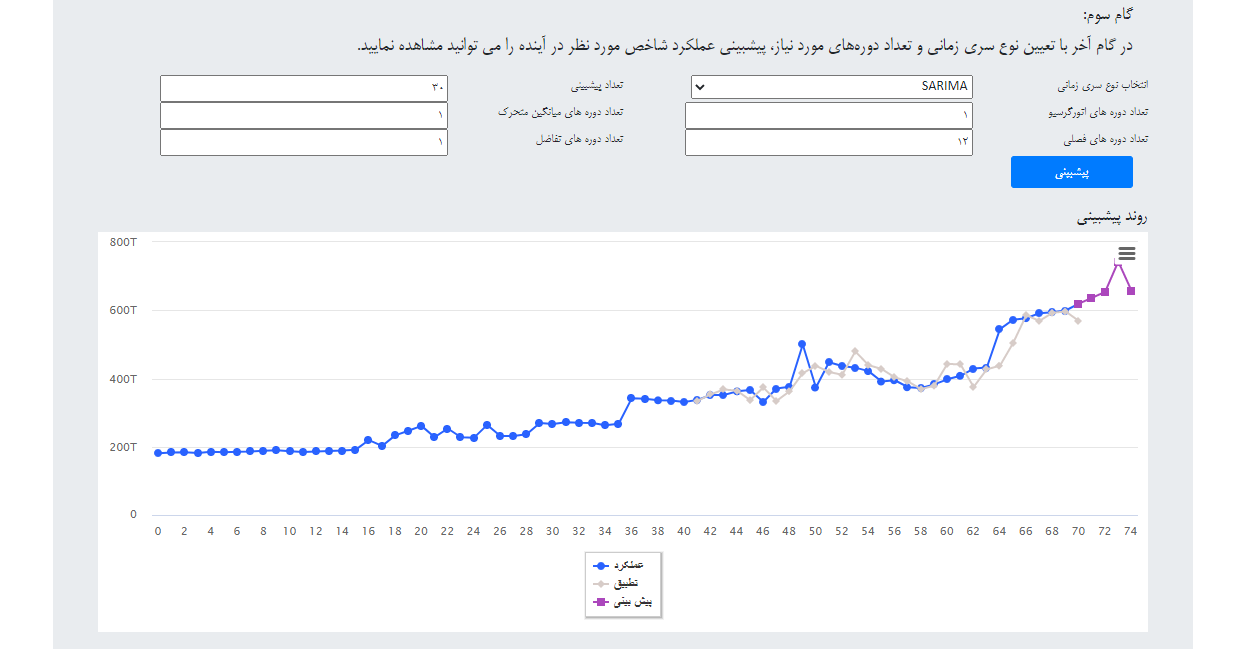 گام سوم:
در گام آخر با تعیین نوع سری زمانی و تعداد دوره‌های مورد نیاز، پیشبینی عملکرد شاخص مورد نظر در آینده را می توانید مشاهده نمایید.
انتخاب نوع سری زمانی SARIMA تعداد پیشبینی ۳۰
تعداد دوره های اتورگرسیو ۱ تعداد دوره های میانگین متحرک ۱
تعداد دوره های فصلی ۱۲ تعداد دوره های تفاضل ۱
پیشبینی
روند پیشبینی
800T
600T
400T
200T
0
0 2 4 6 8 10 12 14 16 18 20 22 24 26 28 30 32 34 36 38 40 42 44 46 48 50 52 54 56 58 60 62 64 66 68 70 72 74
عملکرد
تطبیق
پیش بینی